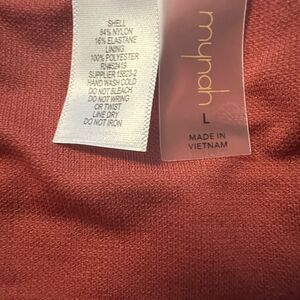 SHELL
84% NYLON
16% ELASTANE
LINING
100% POLYESTER
SUPPLIER 15923-2
HAND WASH COLD
DO NOT BLEACH
DO NOT WRING
OR TWIST
LINE DRY
DO NOT IRON
mynah
L
MADE IN
VIETNAM